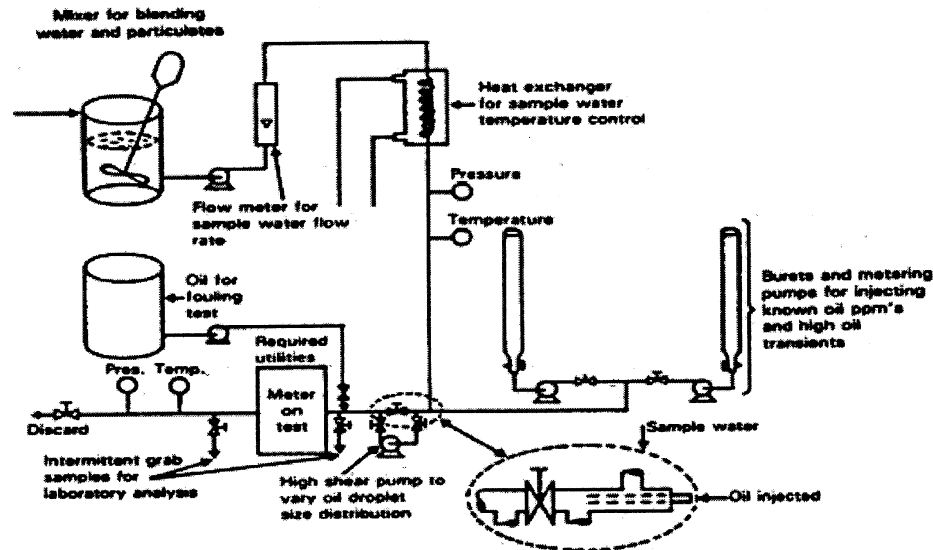 Mixer for blending
water and particulates
Heat exchanger
for sample water
temperature control
Pressure
Flow meter for
sample water flow
rate
Temperature
Oil for
fouling
test
Burets and metering
pumps for injecting
known oil ppm's
and high oil
transients
Required
utilities
Pres. Temp.
Meter
on
test
Discard
Sample water
Intermittent grab
samples for
laboratory analysis
High shear pump to
vary oil droplet
size distribution
Oil injected